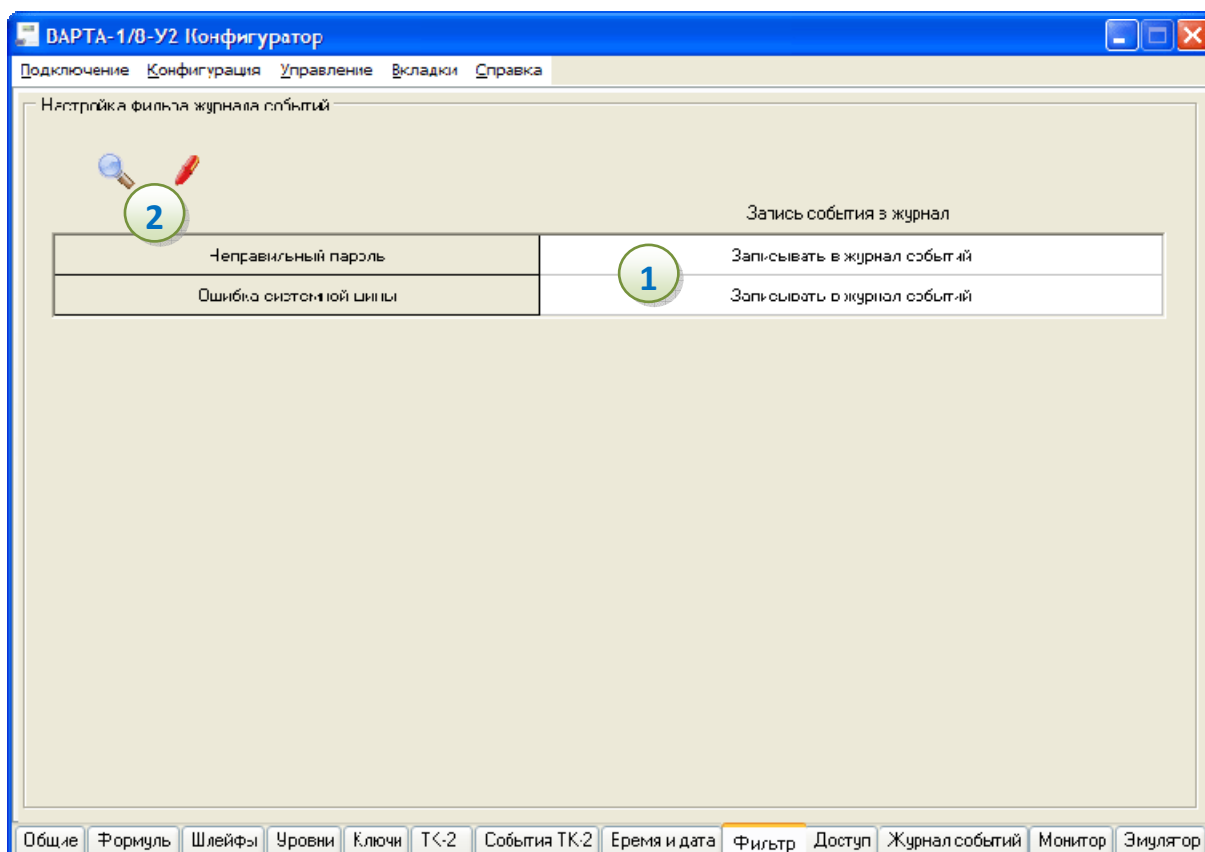 ВАРТА-1/8-У2 Конфигуратор
Подключение Конфигурация Управление Вкладки Справка
Настройка фильтра журнала событий
2
Запись события в журнал
Неправильный пароль
1
Записывать в журнал событий
Ошибка системной шины
Записывать в журнал событий
Общие Формулы Шлейфы Уровни Ключи ТК-2 События ТК-2 Время и дата Фильтр Доступ Журнал событий Монитор Эмулятор